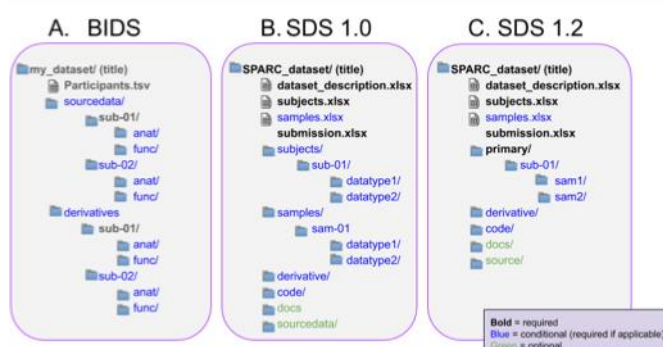 A. BIDS
my_dataset/ (title)
Participants.tsv
sourcedata/
sub-01/
anat/
func/
sub-02/
anat/
func/
derivatives
sub-01/
anat/
func/
sub-02/
anat/
func/
B. SDS 1.0
SPARC_dataset/ (title)
dataset_description.xlsx
subjects.xlsx
samples.xlsx
submission.xlsx
subjects/
sub-01/
datatype1/
datatype2/
samples/
sam-01
datatype1/
datatype2/
derivative/
code/
docs
sourcedata/
C. SDS 1.2
SPARC_dataset/ (title)
dataset_description.xlsx
subjects.xlsx
samples.xlsx
submission.xlsx
primary/
sub-01/
sam1/
sam2/
derivative/
code/
docs/
source/
Bold = required
Blue = conditional (required if applicable)
Green = optional